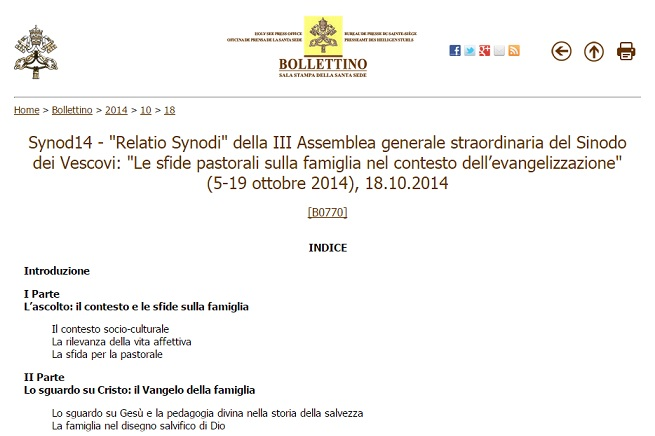 HOLY SEE PRESS OFFICE
OFICINA DE PRENSA DE LA SANTA SEDE
BUREAU DE PRESSE DU SAINT-SIÈGE
PRESSEAMT DES HEILIGEN STUHLS
BOLLETTINO
SALA STAMPA DELLA SANTA SEDE
Home > Bollettino > 2014 > 10 > 18
Synod14 - "Relatio Synodi" della III Assemblea generale straordinaria del Sinodo
dei Vescovi: "Le sfide pastorali sulla famiglia nel contesto dell’evangelizzazione"
(5-19 ottobre 2014), 18.10.2014
[B0770]
INDICE
Introduzione
I Parte
L’ascolto: il contesto e le sfide sulla famiglia
Il contesto socio-culturale
La rilevanza della vita affettiva
La sfida per la pastorale
II Parte
Lo sguardo su Cristo: il Vangelo della famiglia
Lo sguardo su Gesù e la pedagogia divina nella storia della salvezza
La famiglia nel disegno salvifico di Dio